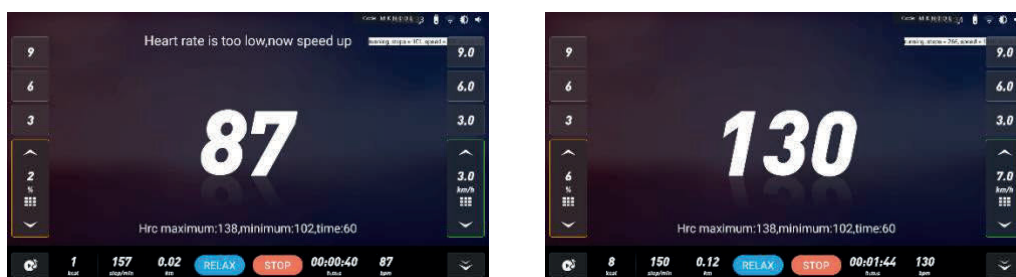 Heart rate is too low,now speed up
9
9.0
6
6.0
3
3.0
87
2
%
3.0
km/h
Hrc maximum:138,minimum:102,time:60
1
157
0.02
RELAX
STOP
00:00:40
87
kcal
step/min
km
h:m:s
bpm
9
9.0
6
6.0
3
3.0
130
6
%
7.0
km/h
Hrc maximum:138,minimum:102,time:60
8
150
0.12
RELAX
STOP
00:01:44
130
kcal
step/min
km
h:m:s
bpm